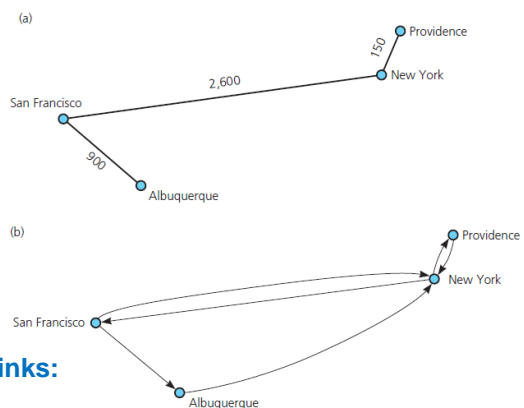 (a)
Providence
150
New York
2,600
San Francisco
900
Albuquerque
(b)
Providence
New York
San Francisco
inks:
Albuquerque